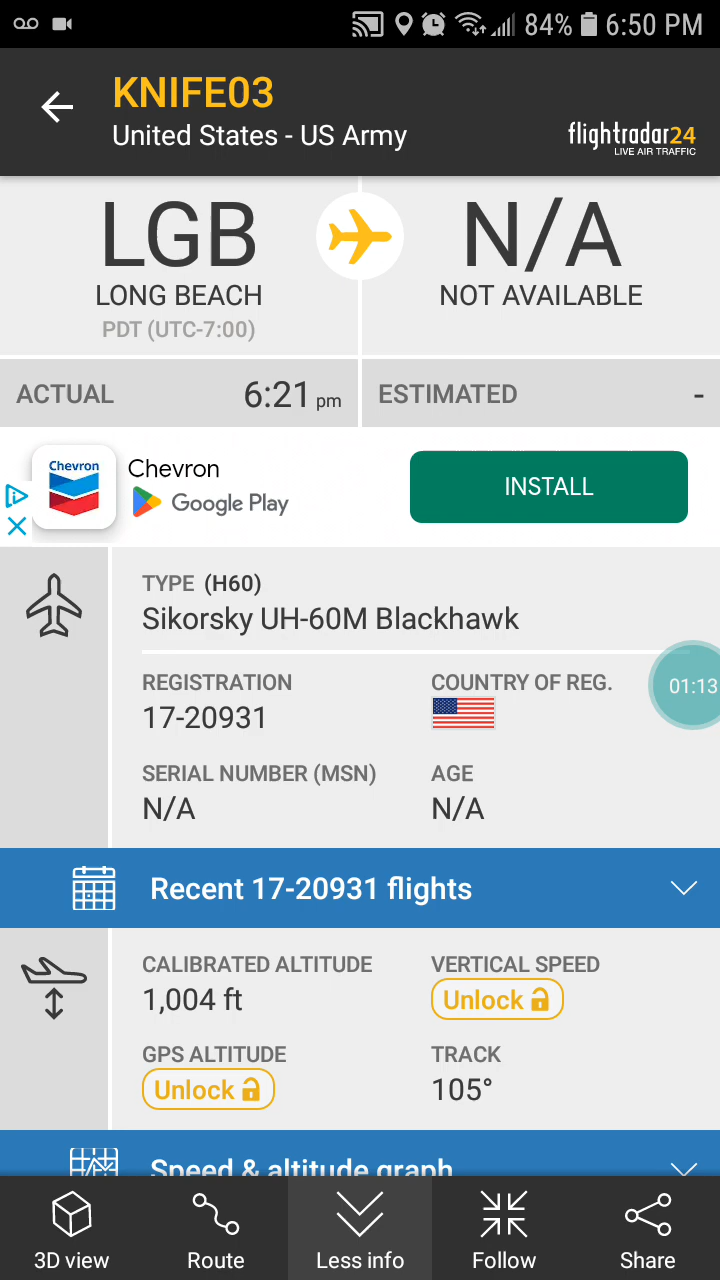 84% 6:50 PM
KNIFE03
United States - US Army
flightradar24
LIVE AIR TRAFFIC
LGB
LONG BEACH
PDT (UTC-7:00)
N/A
NOT AVAILABLE
ACTUAL 6:21 pm
ESTIMATED -
Chevron
Chevron
Google Play
INSTALL
TYPE (H60)
Sikorsky UH-60M Blackhawk
REGISTRATION
17-20931
COUNTRY OF REG.
01:13
SERIAL NUMBER (MSN)
N/A
AGE
N/A
Recent 17-20931 flights
CALIBRATED ALTITUDE
1,004 ft
VERTICAL SPEED
Unlock
GPS ALTITUDE
Unlock
TRACK
105°
Speed & altitude graph
3D view
Route
Less info
Follow
Share